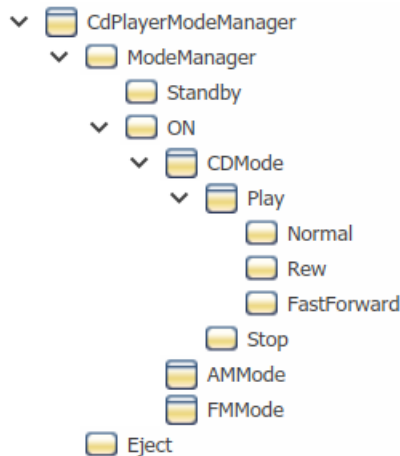 CdPlayerModeManager
ModeManager
Standby
ON
CDMode
Play
Normal
Rew
FastForward
Stop
AMMode
FMMode
Eject